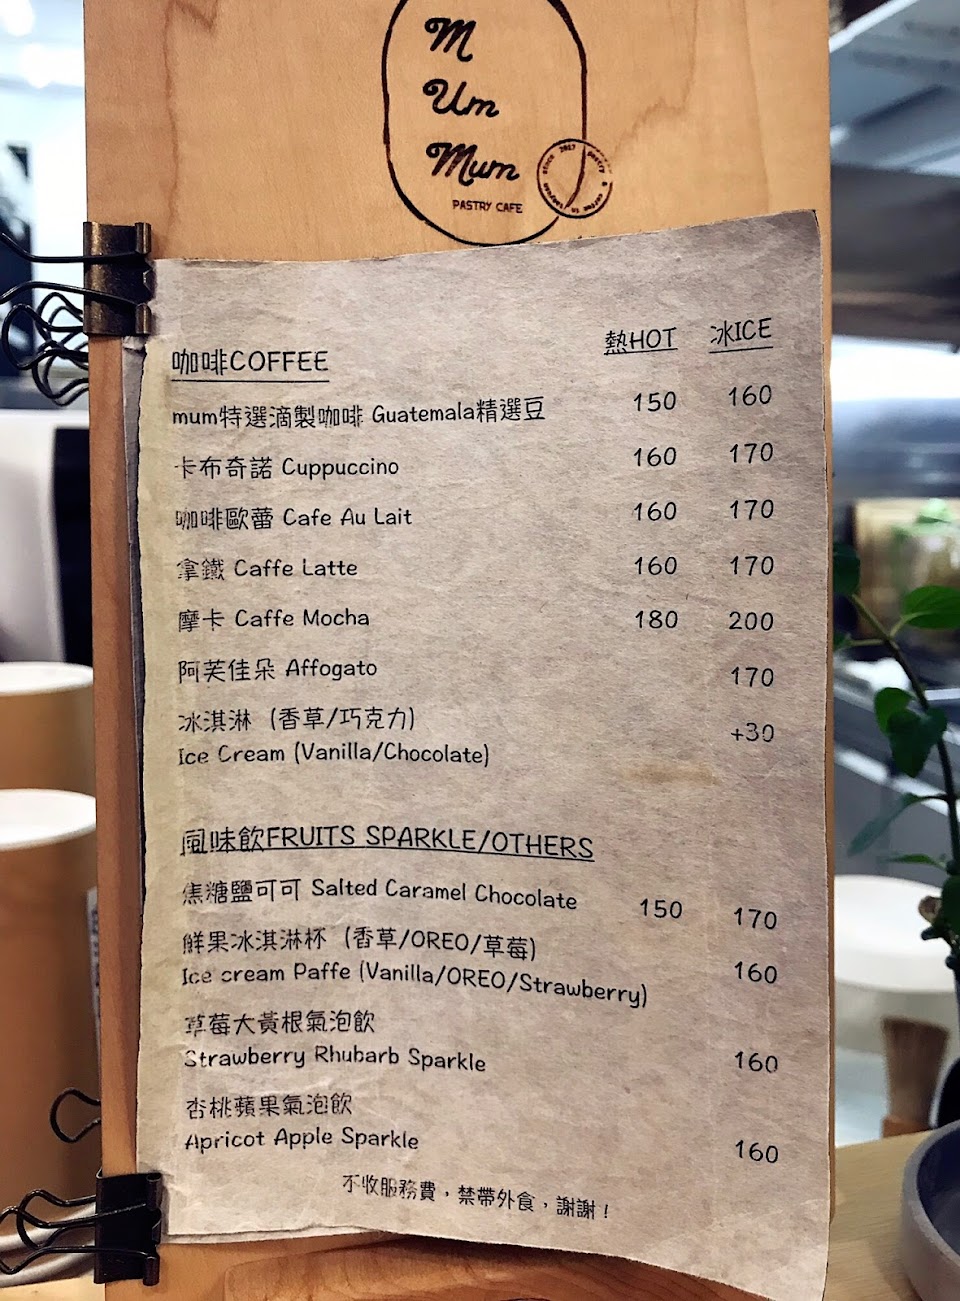 M
Um
Mum
PASTRY CAFE
since 2017 pastry & coffee in
咖啡COFFEE 熱HOT 冰ICE
mum特選滴製咖啡 Guatemala精選豆 150 160
卡布奇諾 Cuppuccino 160 170
咖啡歐蕾 Cafe Au Lait 160 170
拿鐵 Caffe Latte 160 170
摩卡 Caffe Mocha 180 200
阿芙佳朵 Affogato 170
冰淇淋 (香草/巧克力) +30
Ice Cream (Vanilla/Chocolate)
風味飲FRUITS SPARKLE/OTHERS
焦糖鹽可可 Salted Caramel Chocolate 150 170
鮮果冰淇淋杯 (香草/OREO/草莓)
Ice cream Paffe (Vanilla/OREO/Strawberry) 160
草莓大黃根氣泡飲
Strawberry Rhubarb Sparkle 160
杏桃蘋果氣泡飲
Apricot Apple Sparkle 160
不收服務費，禁帶外食，謝謝！